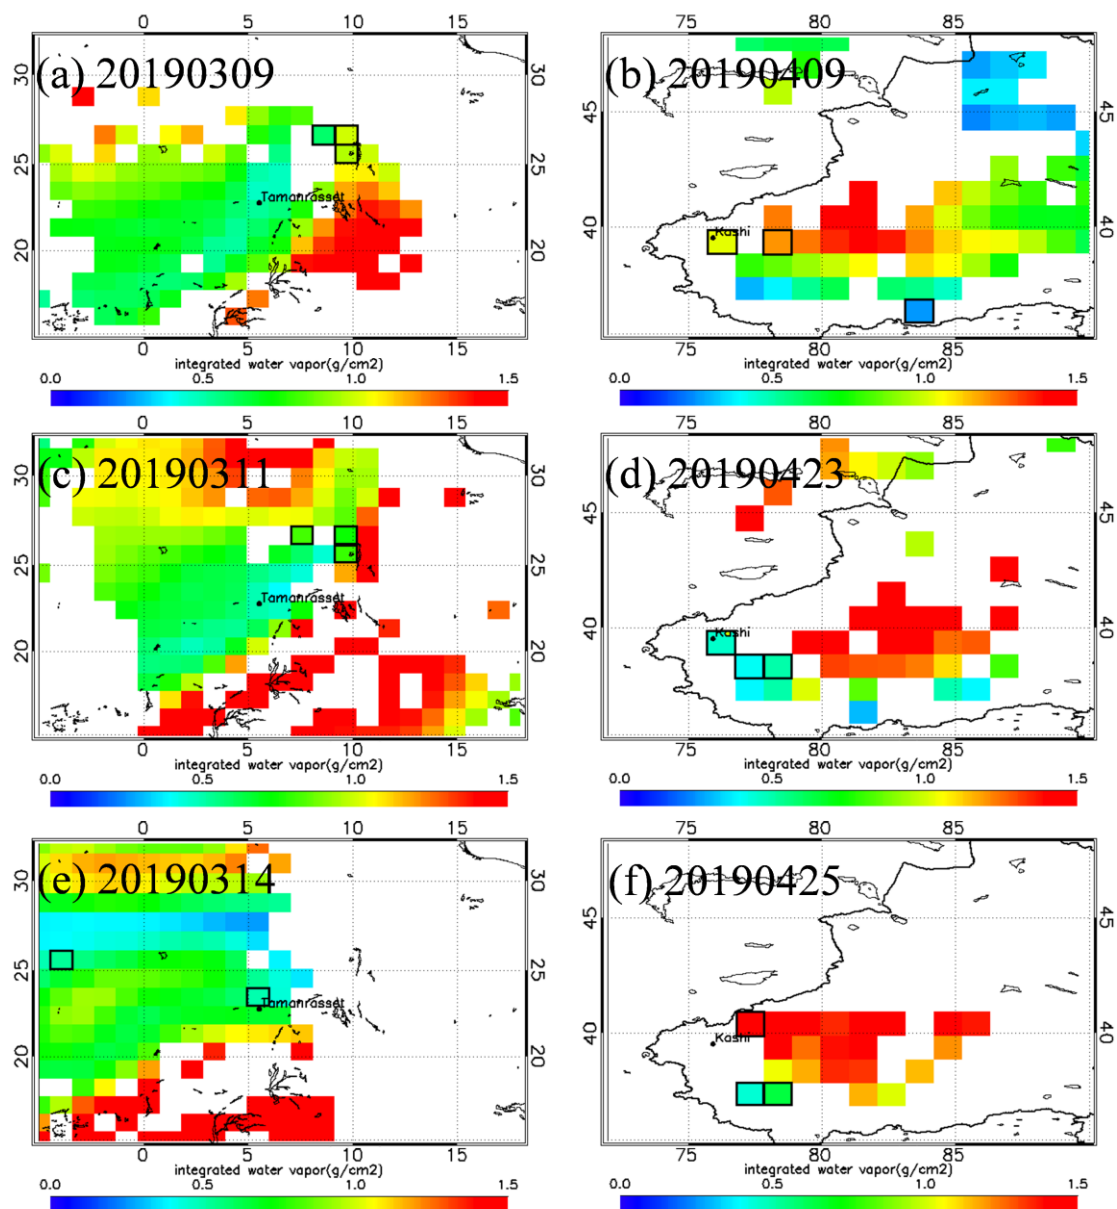 0 5 10 15
75 80 85
(a) 20190309
(b) 20190409
30 25 20
30 25 20
45 40
45 40
Tamanrasset
Kashi
0 5 10 15
75 80 85
integrated water vapor(g/cm2)
integrated water vapor(g/cm2)
0.0 0.5 1.0 1.5
0.0 0.5 1.0 1.5
0 5 10 15
75 80 85
(c) 20190311
(d) 20190423
30 25 20
30 25 20
45 40
45 40
Tamanrasset
Kashi
0 5 10 15
75 80 85
integrated water vapor(g/cm2)
integrated water vapor(g/cm2)
0.0 0.5 1.0 1.5
0.0 0.5 1.0 1.5
0 5 10 15
75 80 85
(e) 20190314
(f) 20190425
30 25 20
30 25 20
45 40
45 40
Tamanrasset
Kashi
0 5 10 15
75 80 85
integrated water vapor(g/cm2)
integrated water vapor(g/cm2)
0.0 0.5 1.0 1.5
0.0 0.5 1.0 1.5